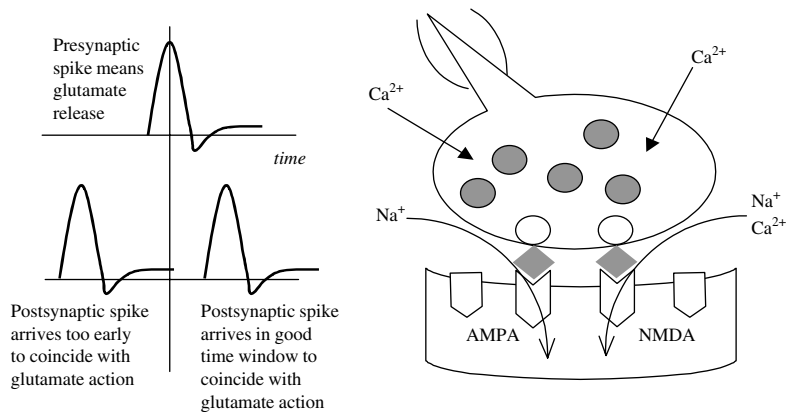 Presynaptic
spike means
glutamate
release
time
Postsynaptic spike
arrives too early
to coincide with
glutamate action
Postsynaptic spike
arrives in good
time window to
coincide with
glutamate action
Ca²⁺
Ca²⁺
Na⁺
Na⁺
Ca²⁺
AMPA
NMDA